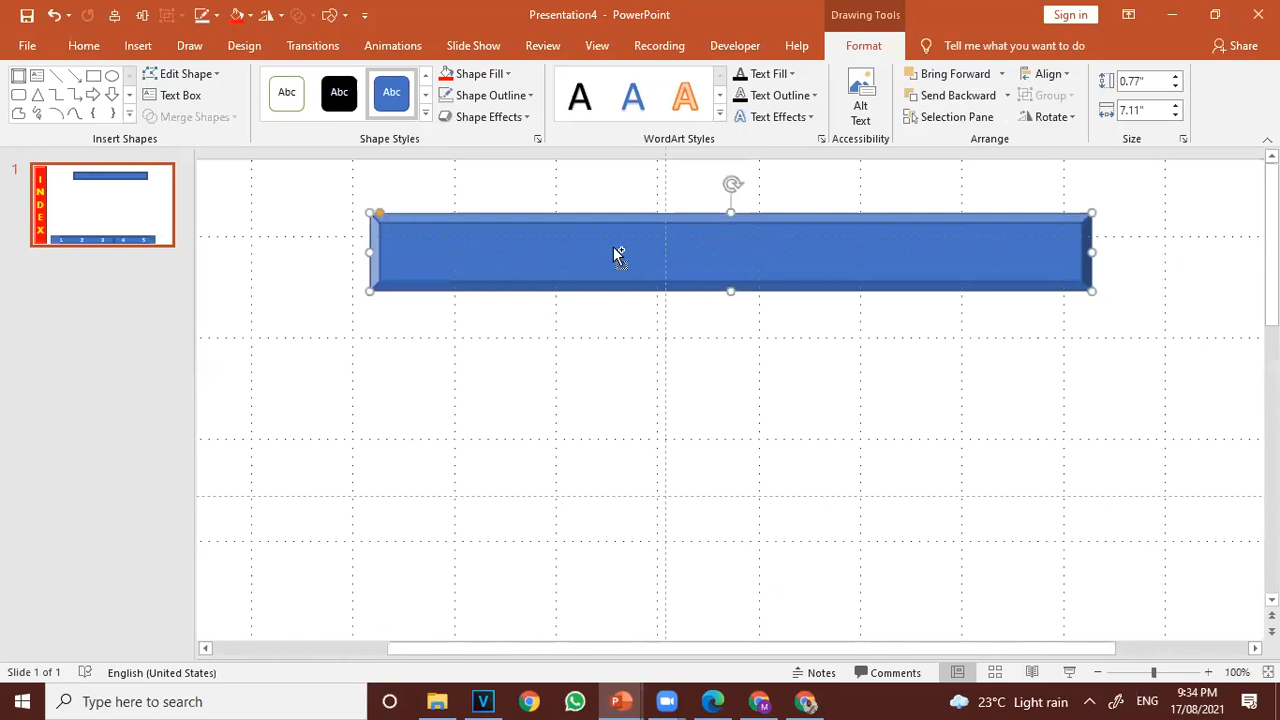 Presentation4 - PowerPoint
Drawing Tools
Sign in
File Home Insert Draw Design Transitions Animations Slide Show Review View Recording Developer Help Format Tell me what you want to do Share
Edit Shape
Text Box
Merge Shapes
Insert Shapes
Abc Abc Abc
Shape Fill
Shape Outline
Shape Effects
Shape Styles
A A A
Text Fill
Text Outline
Text Effects
WordArt Styles
Alt
Text
Accessibility
Bring Forward
Send Backward
Selection Pane
Align
Group
Rotate
Arrange
0.77"
7.11"
Size
1
I
N
D
E
X
1 2 3 4 5
Slide 1 of 1 English (United States) Notes Comments 100%
Type here to search
23°C Light rain ENG
9:34 PM
17/08/2021